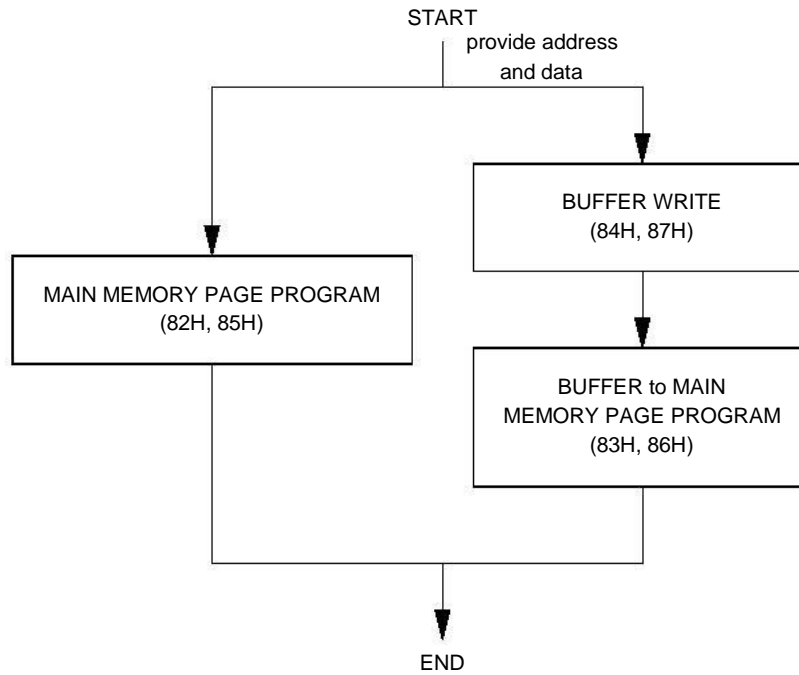 START
provide address
and data
BUFFER WRITE
(84H, 87H)
MAIN MEMORY PAGE PROGRAM
(82H, 85H)
BUFFER to MAIN
MEMORY PAGE PROGRAM
(83H, 86H)
END